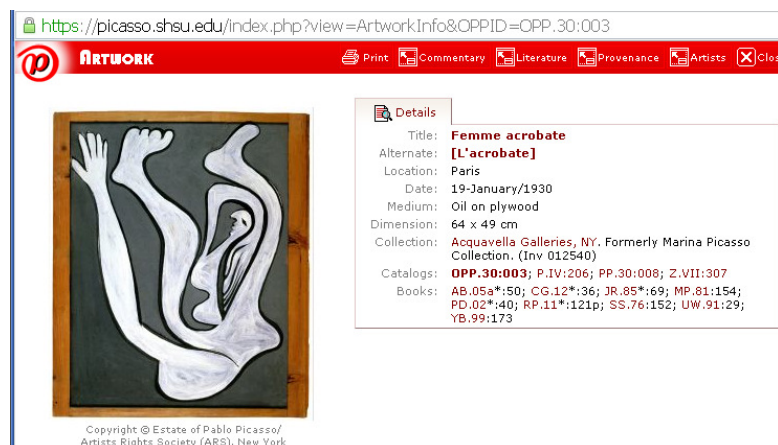 https://picasso.shsu.edu/index.php?view=ArtworkInfo&OPPID=OPP.30:003
p ARTWORK Print Commentary Literature Provenance Artists Clos
Details
Title: Femme acrobate
Alternate: [L'acrobate]
Location: Paris
Date: 19-January/1930
Medium: Oil on plywood
Dimension: 64 x 49 cm
Collection: Acquavella Galleries, NY. Formerly Marina Picasso
Collection. (Inv 012540)
Catalogs: OPP.30:003; P.IV:206; PP.30:008; Z.VII:307
Books: AB.05a*:50; CG.12*:36; JR.85*:69; MP.81:154;
PD.02*:40; RP.11*:121p; SS.76:152; UW.91:29;
YB.99:173
Copyright © Estate of Pablo Picasso/
Artists Rights Society (ARS), New York